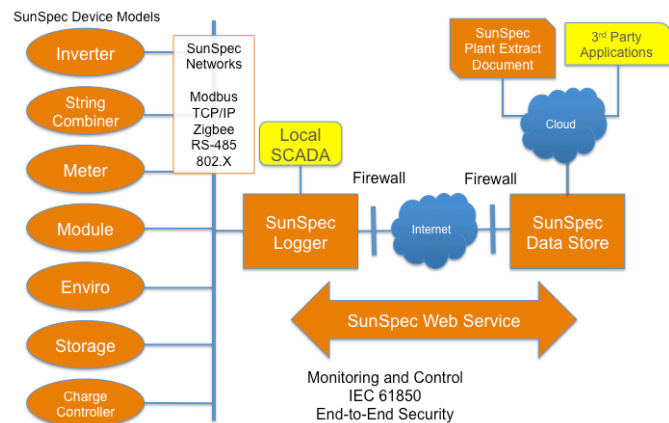 SunSpec Device Models
Inverter
String
Combiner
Meter
Module
Enviro
Storage
Charge
Controller
SunSpec
Networks
Modbus
TCP/IP
Zigbee
RS-485
802.X
Local
SCADA
SunSpec
Logger
Firewall
Internet
Firewall
SunSpec
Plant Extract
Document
3rd Party
Applications
Cloud
SunSpec
Data Store
SunSpec Web Service
Monitoring and Control
IEC 61850
End-to-End Security